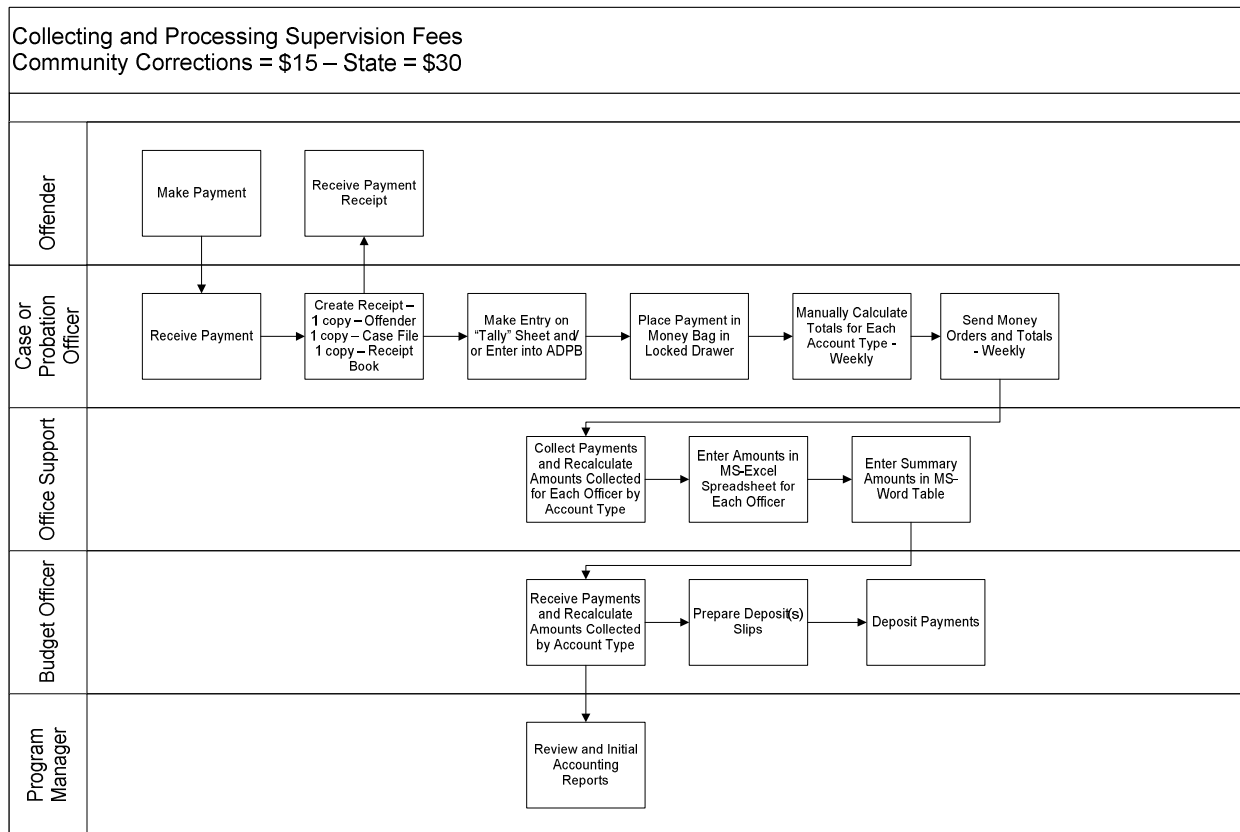 Collecting and Processing Supervision Fees
Community Corrections = $15 – State = $30
Offender
Make Payment
Receive Payment
Receipt
Case or
Probation
Officer
Receive Payment
Create Receipt –
1 copy – Offender
1 copy – Case File
1 copy – Receipt
Book
Make Entry on
“Tally” Sheet and/
or Enter into ADPB
Place Payment in
Money Bag in
Locked Drawer
Manually Calculate
Totals for Each
Account Type -
Weekly
Send Money
Orders and Totals
- Weekly
Office Support
Collect Payments
and Recalculate
Amounts Collected
for Each Officer by
Account Type
Enter Amounts in
MS-Excel
Spreadsheet for
Each Officer
Enter Summary
Amounts in MS-
Word Table
Budget Officer
Receive Payments
and Recalculate
Amounts Collected
by Account Type
Prepare Deposit(s)
Slips
Deposit Payments
Program
Manager
Review and Initial
Accounting
Reports